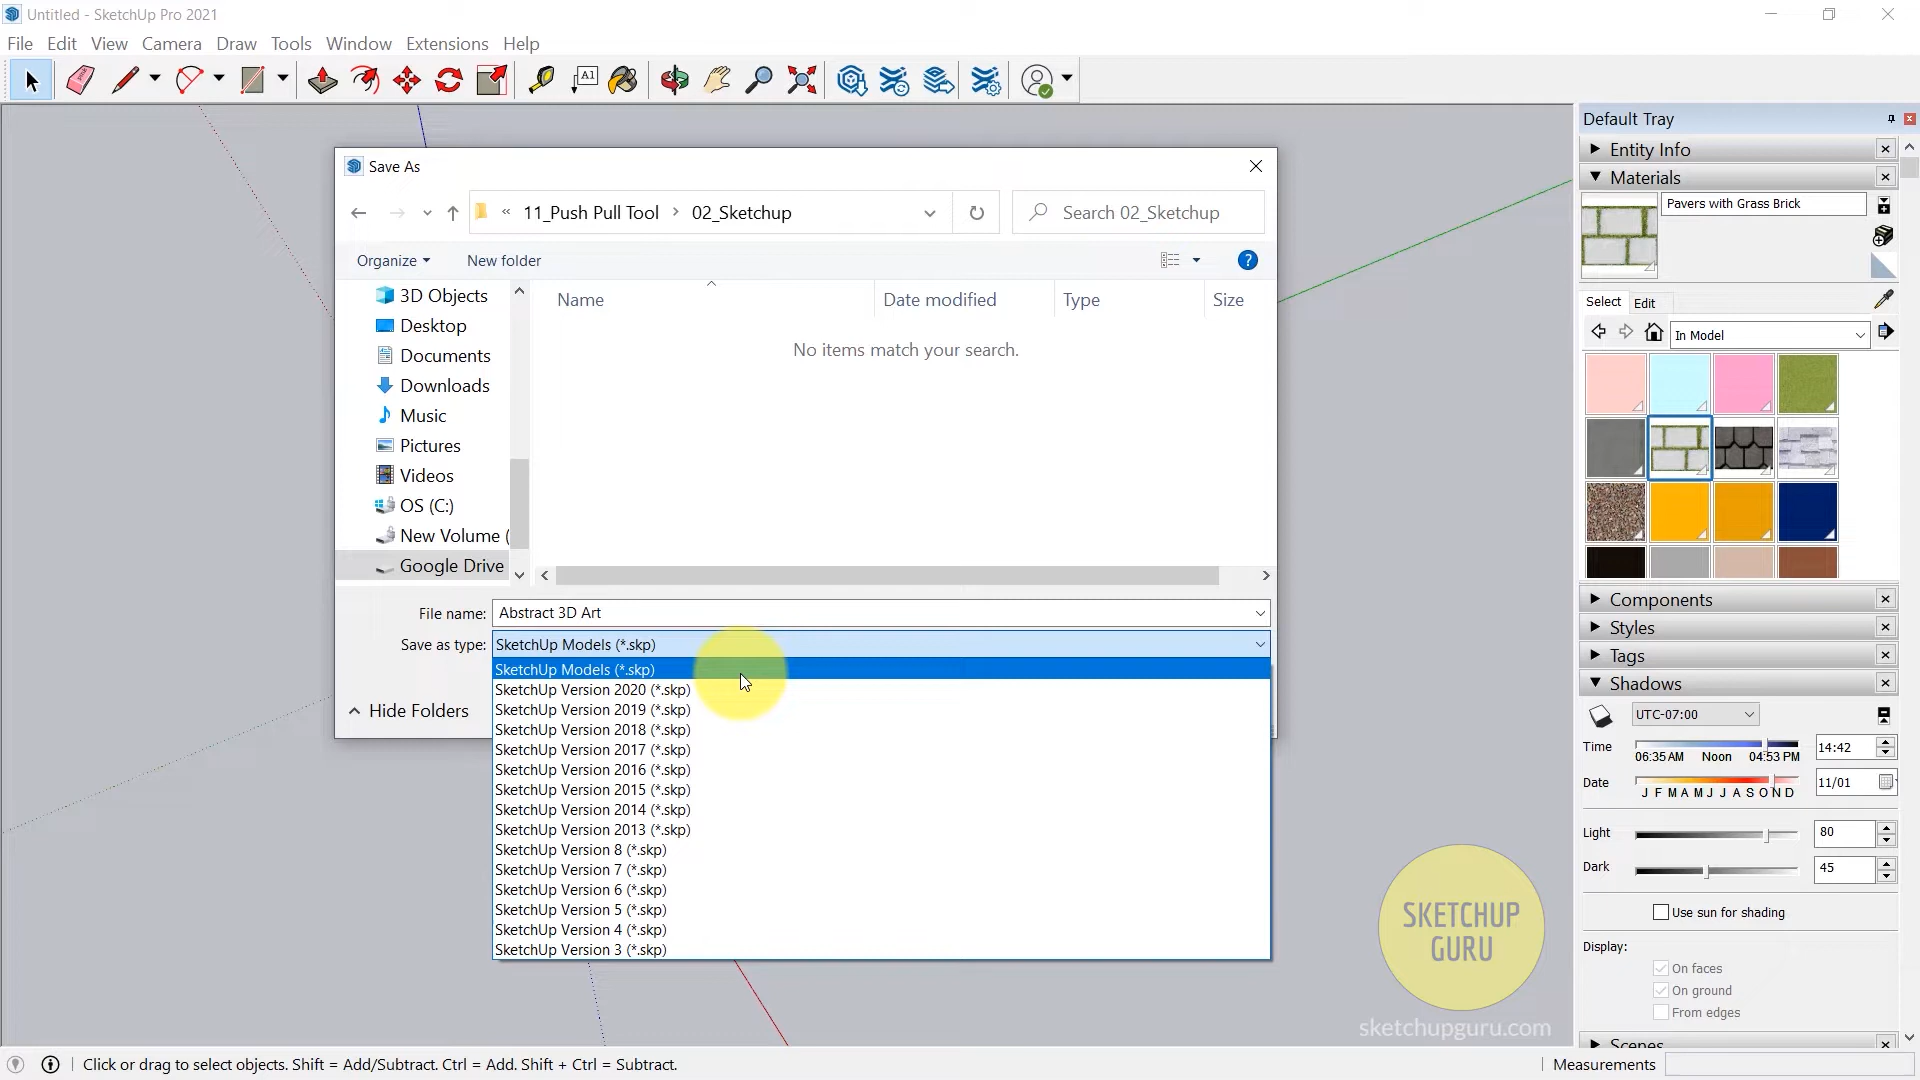 Untitled - SketchUp Pro 2021
File Edit View Camera Draw Tools Window Extensions Help
A1
Save As
« 11_Push Pull Tool › 02_Sketchup
Search 02_Sketchup
Organize
New folder
?
3D Objects
Desktop
Documents
Downloads
Music
Pictures
Videos
OS (C:)
New Volume (
Google Drive
Name
Date modified
Type
Size
No items match your search.
File name: Abstract 3D Art
Save as type: SketchUp Models (*.skp)
SketchUp Models (*.skp)
SketchUp Version 2020 (*.skp)
SketchUp Version 2019 (*.skp)
SketchUp Version 2018 (*.skp)
SketchUp Version 2017 (*.skp)
SketchUp Version 2016 (*.skp)
SketchUp Version 2015 (*.skp)
SketchUp Version 2014 (*.skp)
SketchUp Version 2013 (*.skp)
SketchUp Version 8 (*.skp)
SketchUp Version 7 (*.skp)
SketchUp Version 6 (*.skp)
SketchUp Version 5 (*.skp)
SketchUp Version 4 (*.skp)
SketchUp Version 3 (*.skp)
Hide Folders
Default Tray
Entity Info
Materials
Pavers with Grass Brick
Select Edit
In Model
Components
Styles
Tags
Shadows
UTC-07:00
Time
06:35 AM Noon 04:53 PM
14:42
Date
J F M A M J J A S O N D
11/01
Light
80
Dark
45
Use sun for shading
Display:
On faces
On ground
From edges
Scenes
SKETCHUP
GURU
sketchupguru.com
Click or drag to select objects. Shift = Add/Subtract. Ctrl = Add. Shift + Ctrl = Subtract.
Measurements